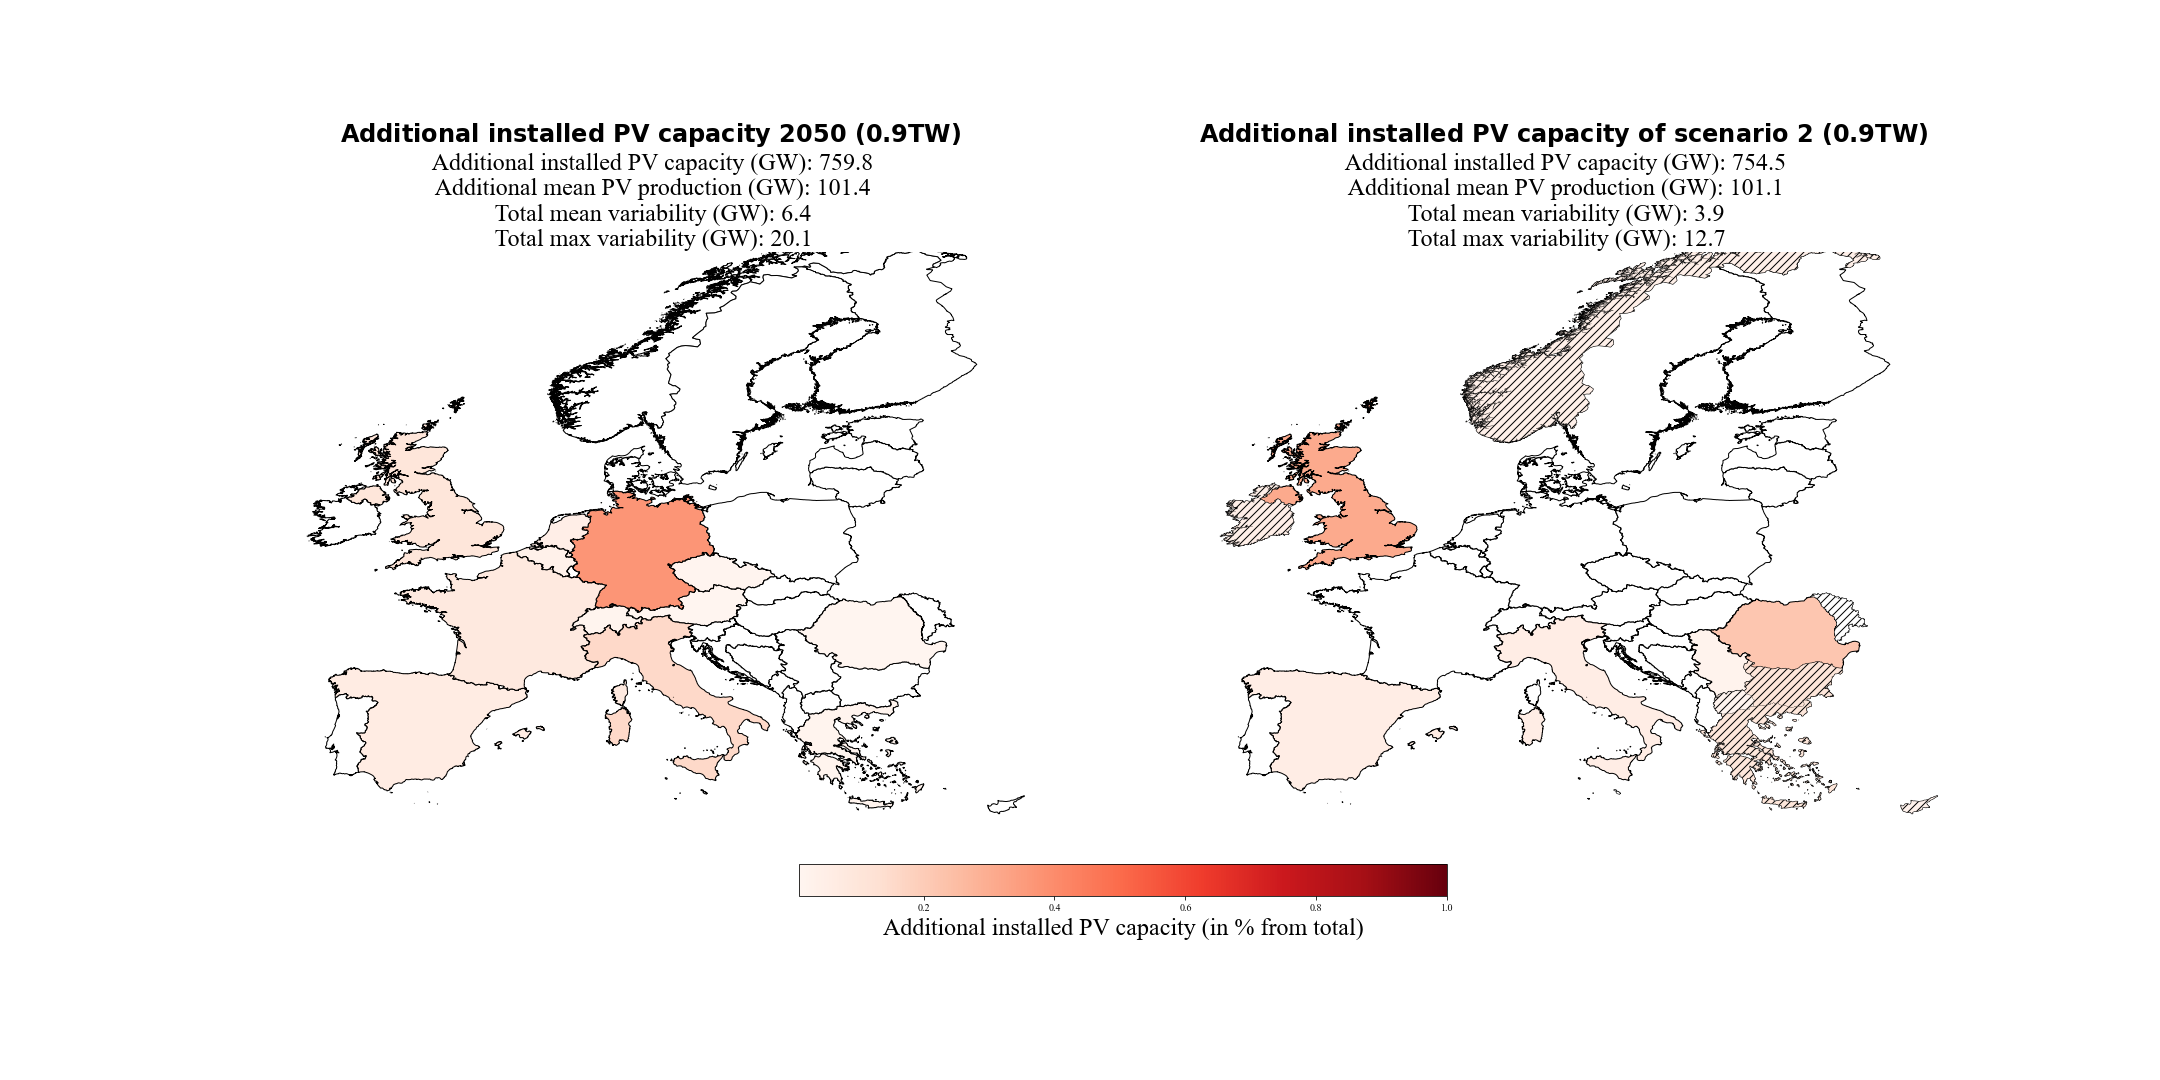 Additional installed PV capacity 2050 (0.9TW)
Additional installed PV capacity (GW): 759.8
Additional mean PV production (GW): 101.4
Total mean variability (GW): 6.4
Total max variability (GW): 20.1
Additional installed PV capacity of scenario 2 (0.9TW)
Additional installed PV capacity (GW): 754.5
Additional mean PV production (GW): 101.1
Total mean variability (GW): 3.9
Total max variability (GW): 12.7
0.2 0.4 0.6 0.8 1.0
Additional installed PV capacity (in % from total)